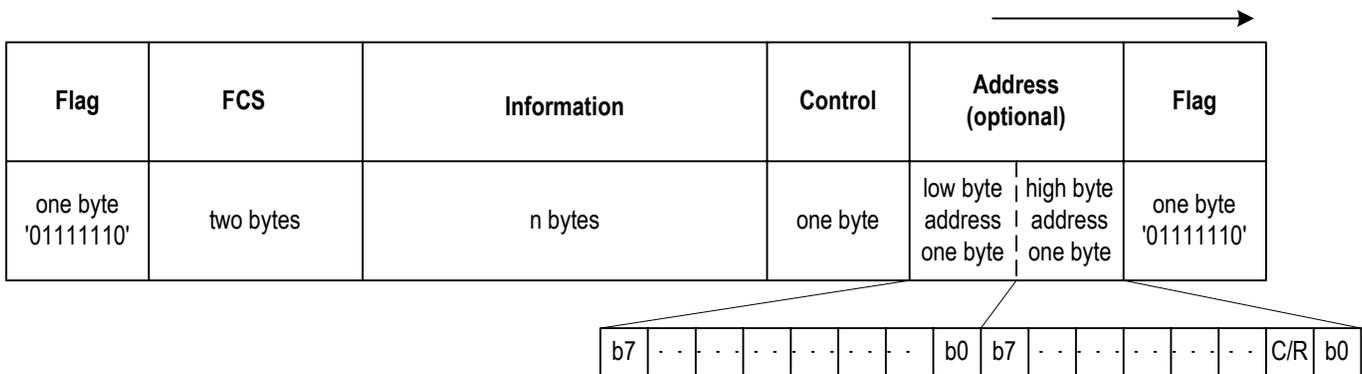 Flag
FCS
Information
Control
Address
(optional)
Flag
one byte
'01111110'
two bytes
n bytes
one byte
low byte
address
one byte
high byte
address
one byte
one byte
'01111110'
b7 b0 b7 C/R b0